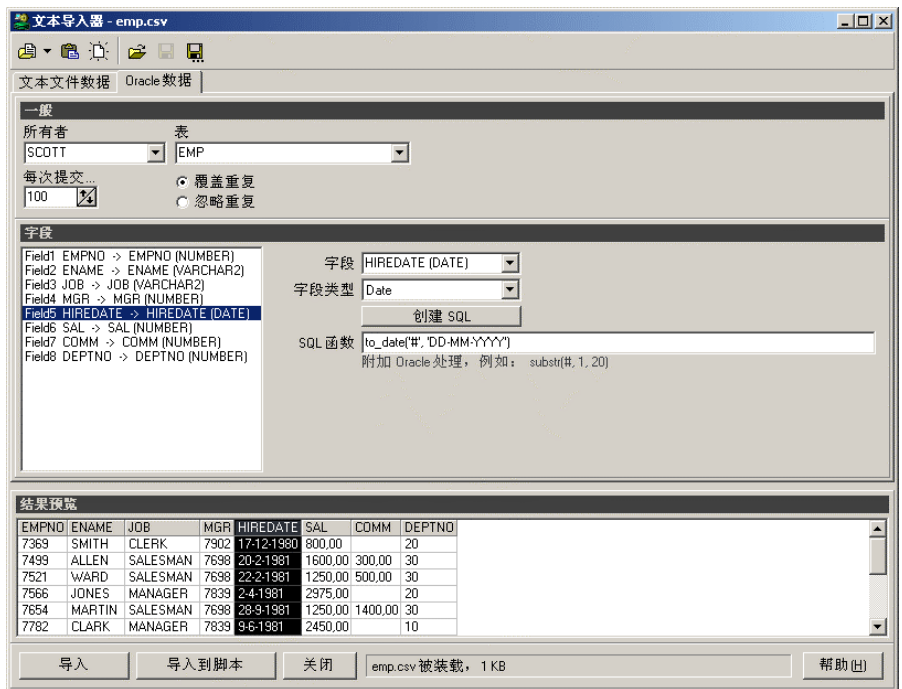 文本导入器 - emp.csv
文本文件数据 Oracle 数据
一般
所有者 表
SCOTT EMP
每次提交...
100
覆盖重复
忽略重复
字段
Field1 EMPNO -> EMPNO (NUMBER)
Field2 ENAME -> ENAME (VARCHAR2)
Field3 JOB -> JOB (VARCHAR2)
Field4 MGR -> MGR (NUMBER)
Field5 HIREDATE -> HIREDATE (DATE)
Field6 SAL -> SAL (NUMBER)
Field7 COMM -> COMM (NUMBER)
Field8 DEPTNO -> DEPTNO (NUMBER)
字段 HIREDATE (DATE)
字段类型 Date
创建 SQL
SQL 函数 to_date('#', 'DD-MM-YYYY')
附加 Oracle 处理，例如： substr(#, 1, 20)
结果预览
EMPNO ENAME JOB MGR HIREDATE SAL COMM DEPTNO
7369 SMITH CLERK 7902 17-12-1980 800,00 20
7499 ALLEN SALESMAN 7698 20-2-1981 1600,00 300,00 30
7521 WARD SALESMAN 7698 22-2-1981 1250,00 500,00 30
7566 JONES MANAGER 7839 2-4-1981 2975,00 20
7654 MARTIN SALESMAN 7698 28-9-1981 1250,00 1400,00 30
7782 CLARK MANAGER 7839 9-6-1981 2450,00 10
导入 导入到脚本 关闭 emp.csv 被装载，1 KB 帮助(H)